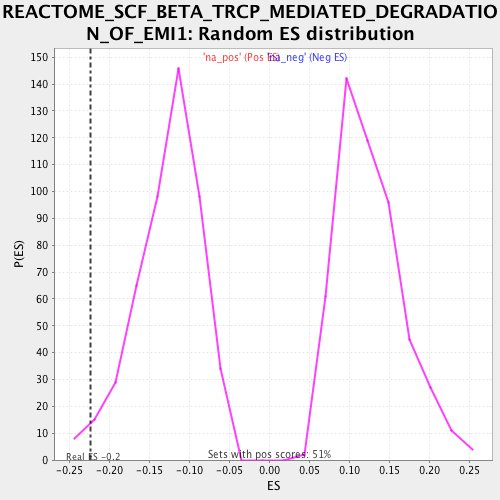 REACTOME_SCF_BETA_TRCP_MEDIATED_DEGRADATIO
N_OF_EMI1: Random ES distribution
'na_pos' (Pos ES) 'na_neg' (Neg ES)
150
140
130
120
110
100
90
80
70
60
50
40
30
20
10
0
P(ES)
Real ES -0.2
Sets with pos scores: 51%
-0.25 -0.20 -0.15 -0.10 -0.05 0.00 0.05 0.10 0.15 0.20 0.25
ES